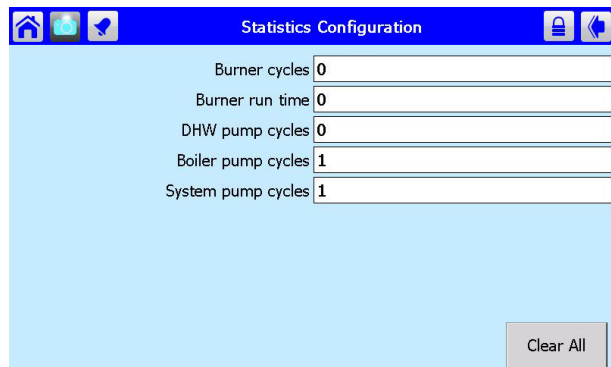 Statistics Configuration
Burner cycles 0
Burner run time 0
DHW pump cycles 0
Boiler pump cycles 1
System pump cycles 1
Clear All